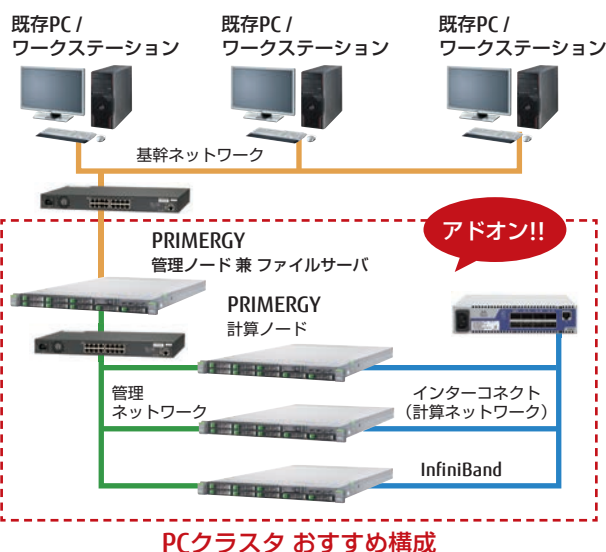 既存PC /
ワークステーション
既存PC /
ワークステーション
既存PC /
ワークステーション
基幹ネットワーク
アドオン!!
PRIMERGY
管理ノード 兼 ファイルサーバ
PRIMERGY
計算ノード
管理
ネットワーク
インターコネクト
（計算ネットワーク）
InfiniBand
PCクラスタ おすすめ構成